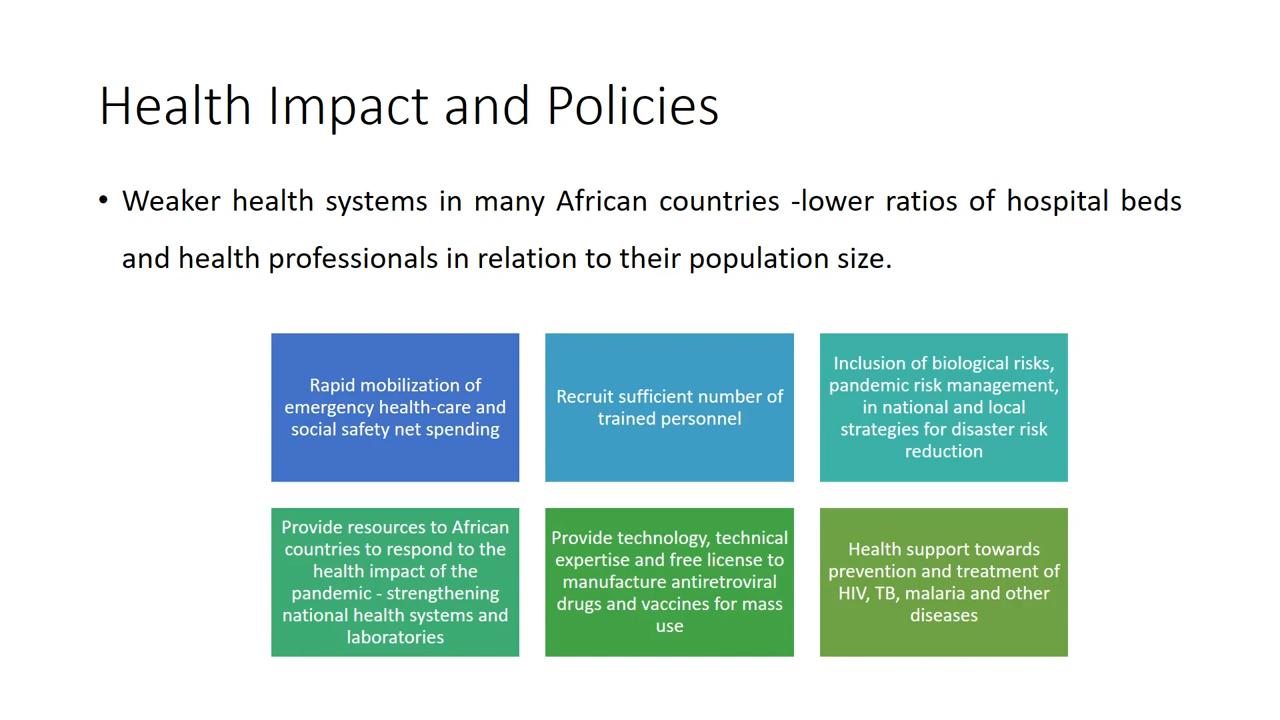 Health Impact and Policies
• Weaker health systems in many African countries -lower ratios of hospital beds
and health professionals in relation to their population size.
Rapid mobilization of
emergency health-care and
social safety net spending
Recruit sufficient number of
trained personnel
Inclusion of biological risks,
pandemic risk management,
in national and local
strategies for disaster risk
reduction
Provide resources to African
countries to respond to the
health impact of the
pandemic - strengthening
national health systems and
laboratories
Provide technology, technical
expertise and free license to
manufacture antiretroviral
drugs and vaccines for mass
use
Health support towards
prevention and treatment of
HIV, TB, malaria and other
diseases